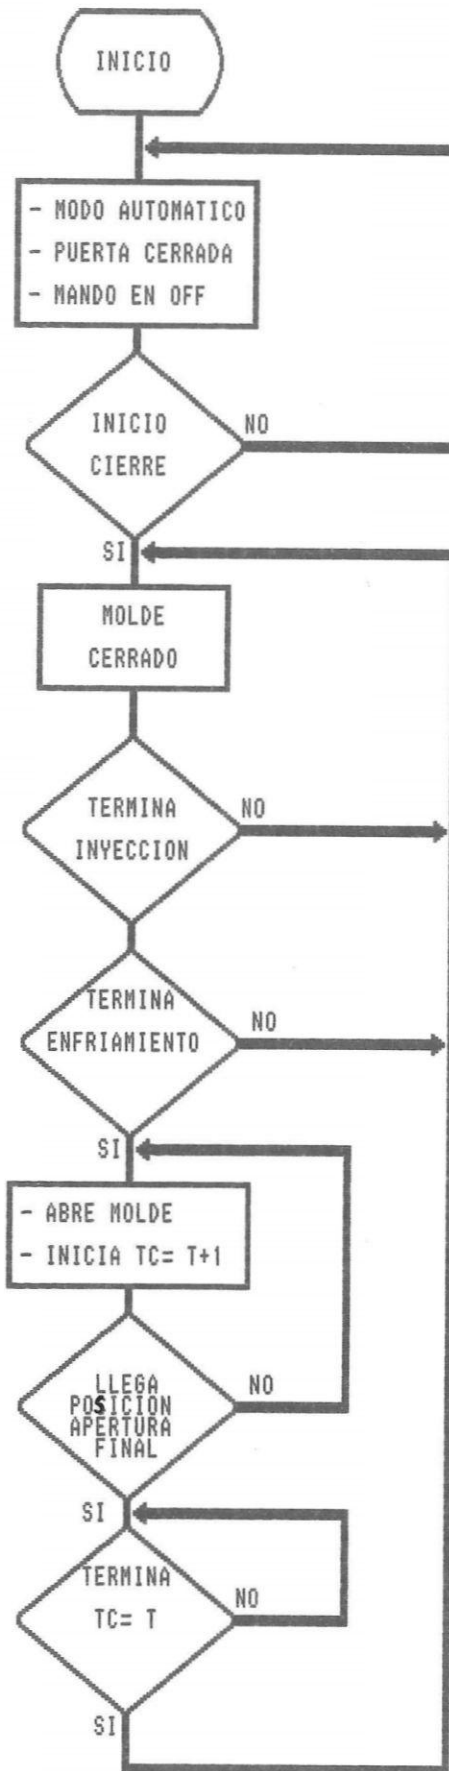 INICIO
- MODO AUTOMATICO
- PUERTA CERRADA
- MANDO EN OFF
INICIO
CIERRE
NO
SI
MOLDE
CERRADO
TERMINA
INYECCION
NO
TERMINA
ENFRIAMIENTO
NO
SI
- ABRE MOLDE
- INICIA TC= T+1
LLEGA
POSICION
APERTURA
FINAL
NO
SI
TERMINA
TC= T
NO
SI